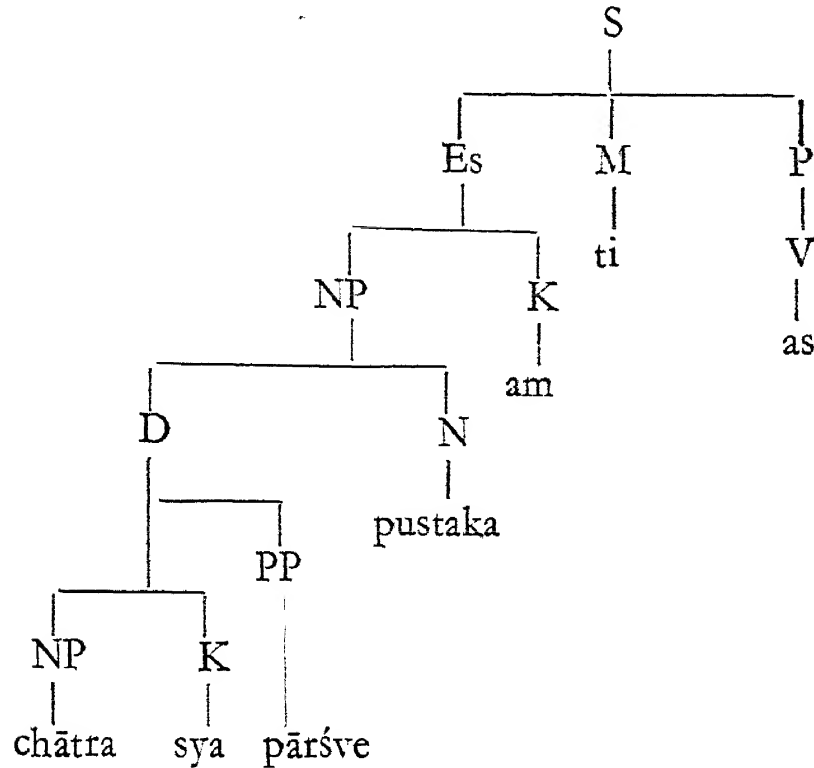 S
Es M P
ti V
NP K
as
am
D N
pustaka
PP
NP K
chātra sya pārśve